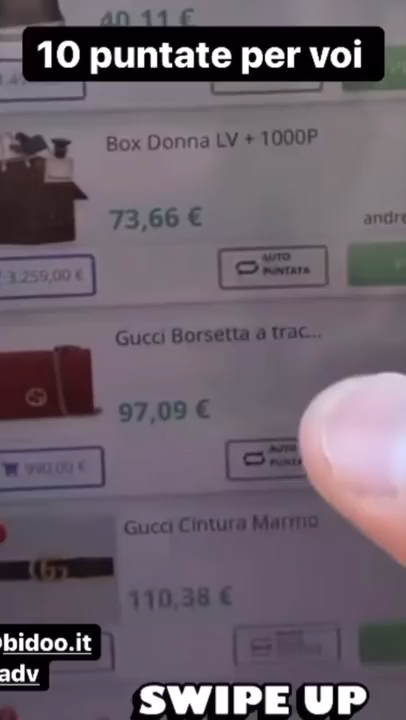 40,11 €
10 puntate per voi
Box Donna LV + 1000P
73,66 €
andre
3.259,00 €
AUTO
PUNTATA
Gucci Borsetta a trac...
97,09 €
990,00 €
AUTO
Gucci Cintura Marmo
110,38 €
bidoo.it
adv
SWIPE UP